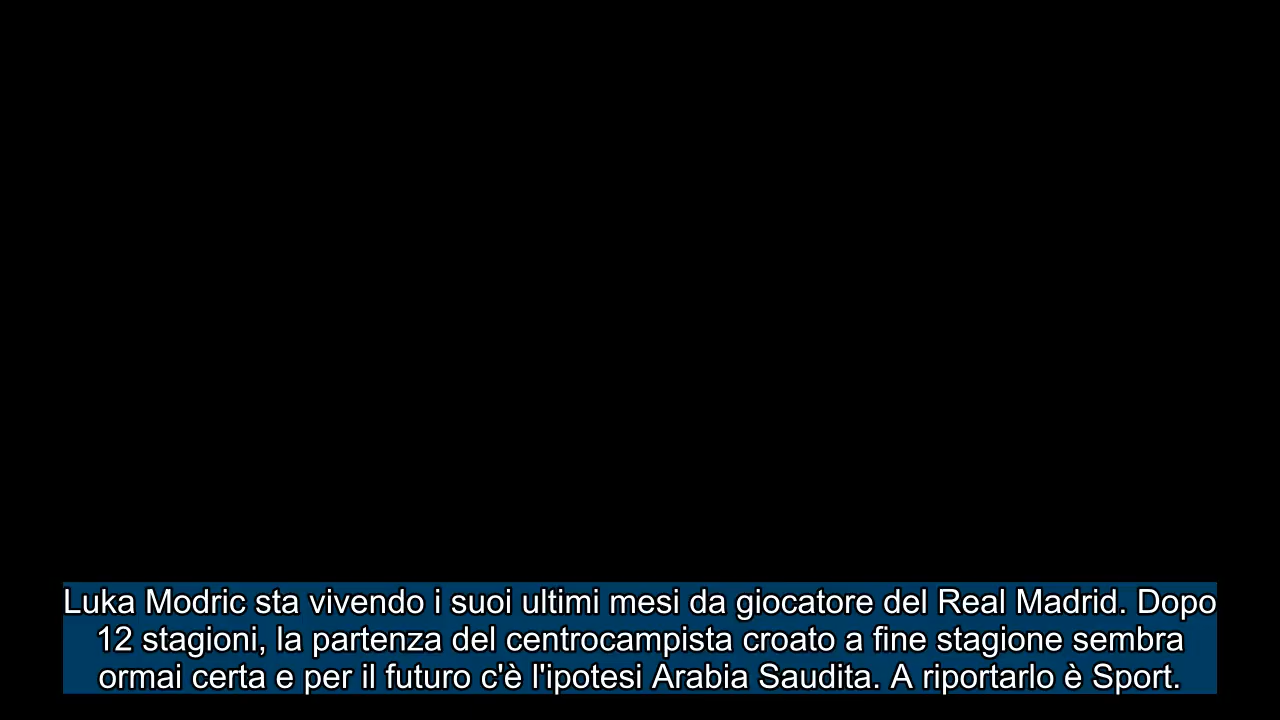 Luka Modric sta vivendo i suoi ultimi mesi da giocatore del Real Madrid. Dopo
12 stagioni, la partenza del centrocampista croato a fine stagione sembra
ormai certa e per il futuro c'è l'ipotesi Arabia Saudita. A riportarlo è Sport.